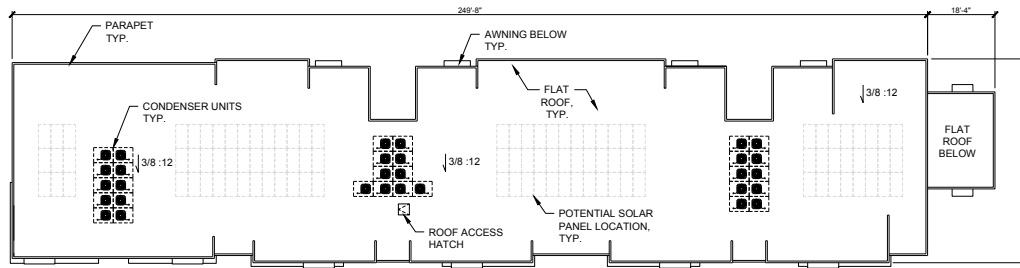 249'-8"
18'-4"
PARAPET
TYP.
AWNING BELOW
TYP.
CONDENSER UNITS
TYP.
FLAT
ROOF,
TYP.
3/8 :12
3/8 :12
3/8 :12
FLAT
ROOF
BELOW
ROOF ACCESS
HATCH
POTENTIAL SOLAR
PANEL LOCATION,
TYP.